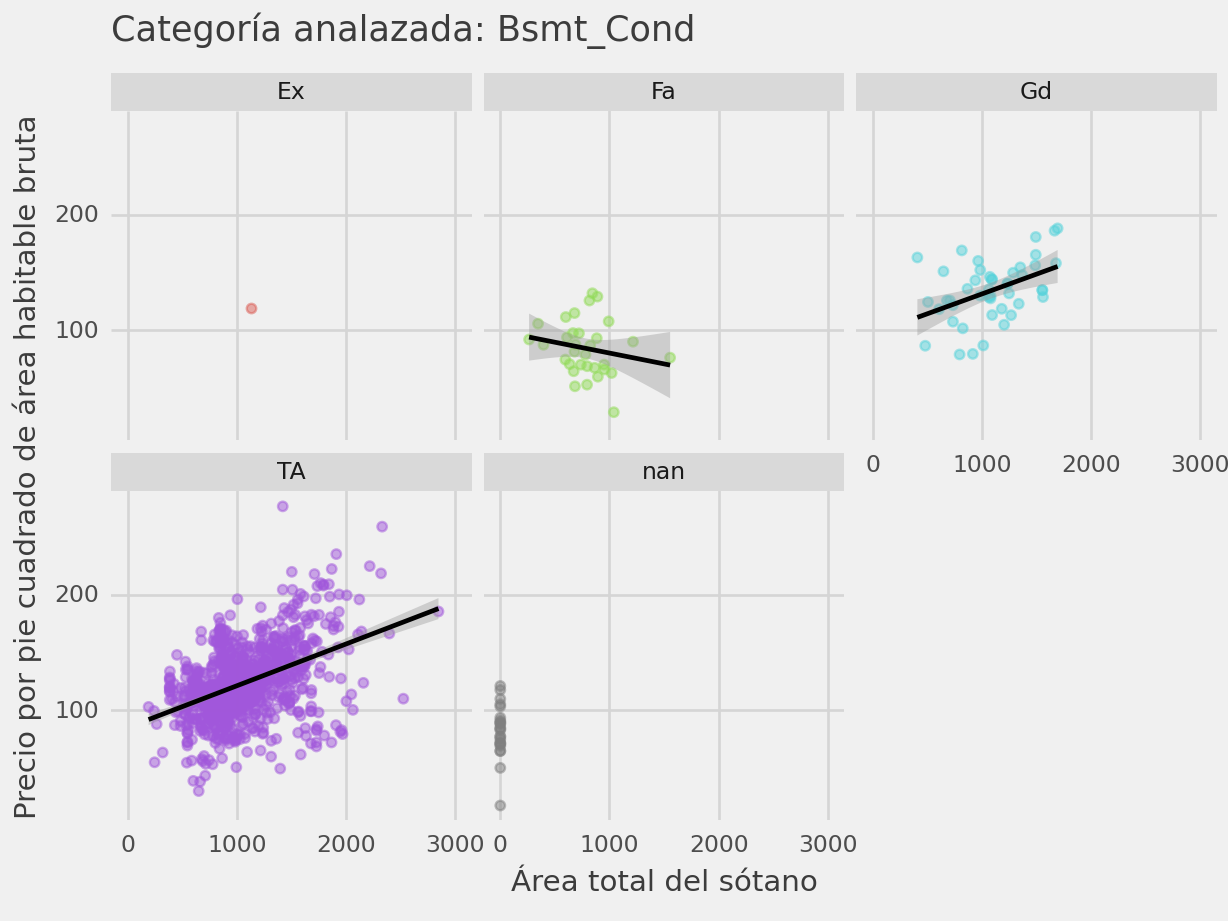 Categoría analazada: Bsmt_Cond
Ex
Fa
Gd
Precio por pie cuadrado de área habitable bruta
200
100
0 1000 2000 3000
TA
nan
200
100
0 1000 2000 3000
0 1000 2000 3000
Área total del sótano